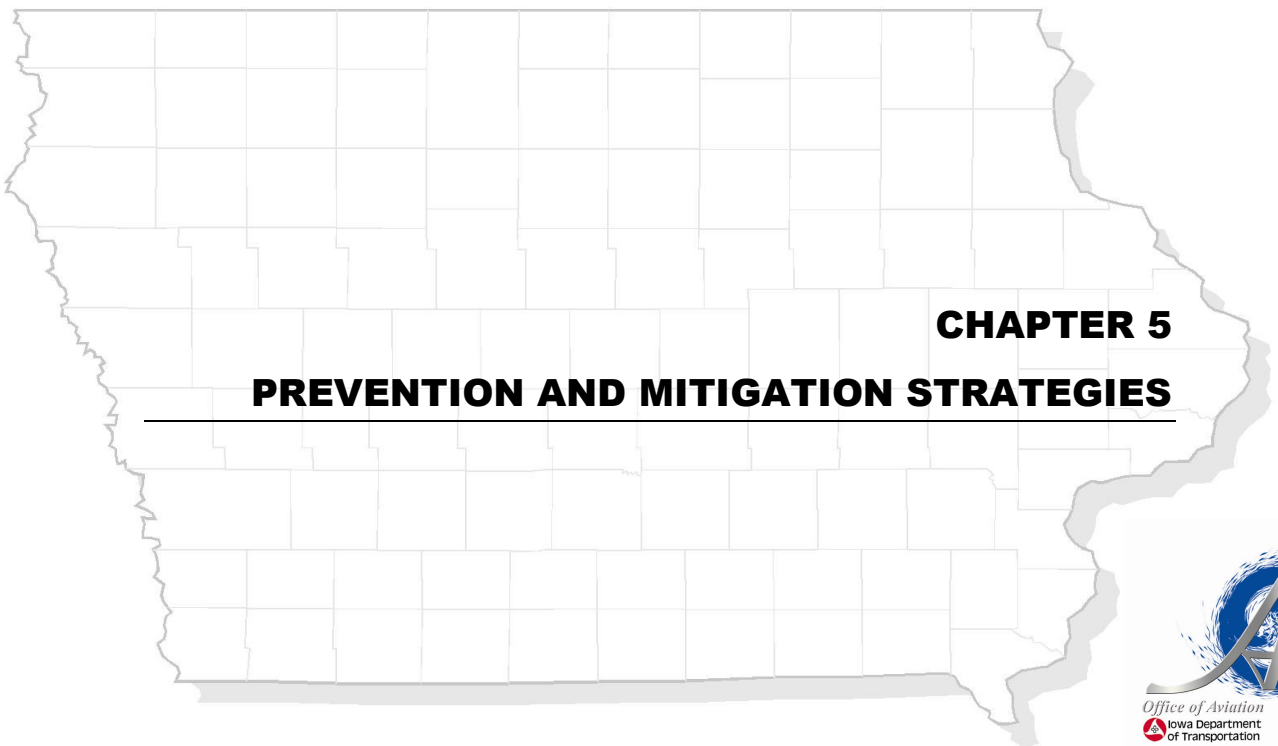 CHAPTER 5
PREVENTION AND MITIGATION STRATEGIES
Office of Aviation
Iowa Department
of Transportation